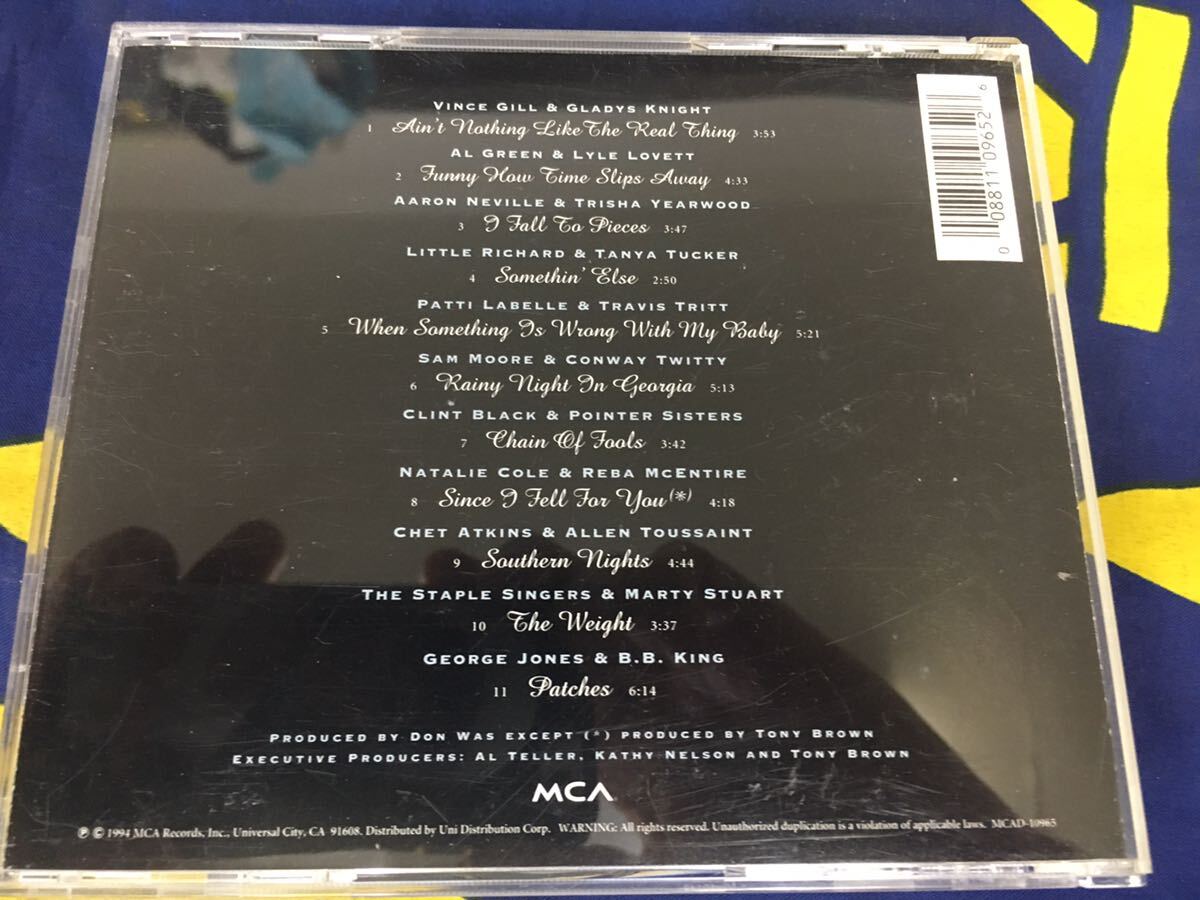 VINCE GILL & GLADYS KNIGHT
1 Ain't Nothing Like The Real Thing 3:53
AL GREEN & LYLE LOVETT
2 Funny How Time Slips Away 4:33
AARON NEVILLE & TRISHA YEARWOOD
3 I Fall To Pieces 3:47
LITTLE RICHARD & TANYA TUCKER
4 Somethin' Else 2:50
PATTI LABELLE & TRAVIS TRITT
5 When Something Is Wrong With My Baby 5:21
SAM MOORE & CONWAY TWITTY
6 Rainy Night In Georgia 5:13
CLINT BLACK & POINTER SISTERS
7 Chain Of Fools 3:42
NATALIE COLE & REBA MCENTIRE
8 Since I Fell For You (*) 4:18
CHET ATKINS & ALLEN TOUSSAINT
9 Southern Nights 4:44
THE STAPLE SINGERS & MARTY STUART
10 The Weight 3:37
GEORGE JONES & B.B. KING
11 Patches 6:14
PRODUCED BY DON WAS EXCEPT (*) PRODUCED BY TONY BROWN
EXECUTIVE PRODUCERS: AL TELLER, KATHY NELSON AND TONY BROWN
MCA
℗ © 1994 MCA Records, Inc., Universal City, CA 91608. Distributed by Uni Distribution Corp. WARNING: All rights reserved. Unauthorized duplication is a violation of applicable laws. MCAD-10965
0 08811 09652 6